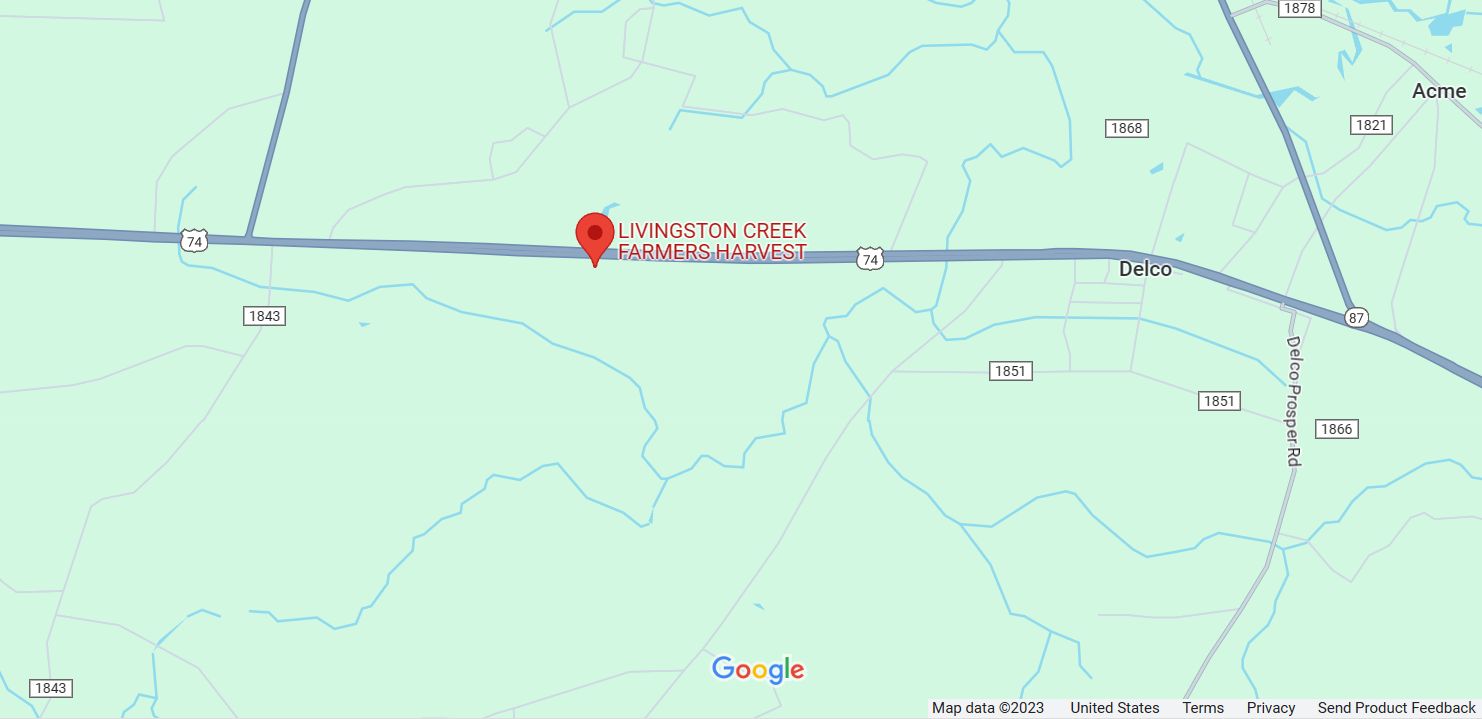 1878
Acme
1821
1868
LIVINGSTON CREEK
FARMERS HARVEST
74
74
Delco
1843
87
1851
Delco Prosper Rd
1851
1866
Google
1843
Map data ©2023 United States Terms Privacy Send Product Feedback